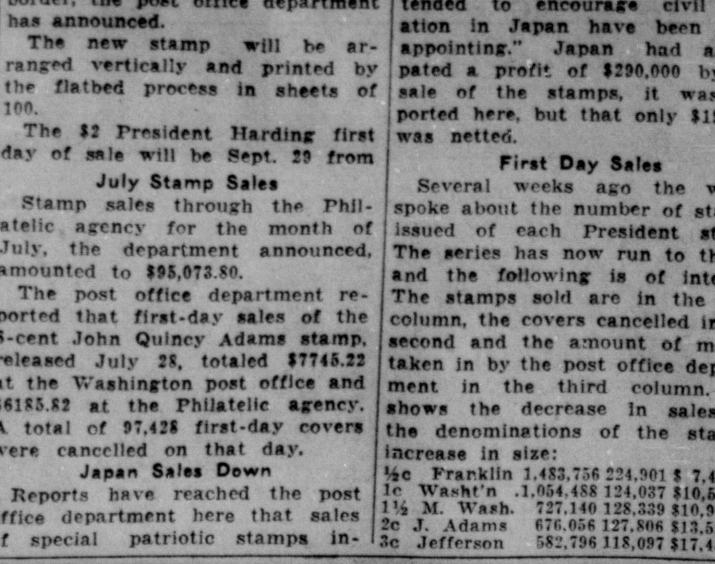 border, the post office department
has announced.
The new stamp will be ar-
ranged vertically and printed by
the flatbed process in sheets of
100.
The $2 President Harding first
day of sale will be Sept. 29 from
July Stamp Sales
Stamp sales through the Phil-
atelic agency for the month of
July, the department announced,
amounted to $95,073.80.
The post office department re-
ported that first-day sales of the
-cent John Quincy Adams stamp,
released July 28, totaled $7745.22
at the Washington post office and
$6185.82 at the Philatelic agency.
A total of 97,428 first-day covers
were cancelled on that day.
Japan Sales Down
Reports have reached the post
office department here that sales
of special patriotic stamps in-
tended to encourage civil
ation in Japan have been
appointing." Japan had a
pated a profit of $290,000 b
sale of the stamps, it was
ported here, but that only $1
was netted.
First Day Sales
Several weeks ago the
spoke about the number of st
issued of each President st
The series has now run to th
and the following is of inte
The stamps sold are in the
column, the covers cancelled in
second and the amount of m
taken in by the post office dep
ment in the third column.
shows the decrease in sales
the denominations of the sta
increase in size:
½c Franklin 1,483,756 224,901 $ 7,4
1c Washt'n .1,054,488 124,037 $10,5
1½ M. Wash. 727,140 128,339 $10,9
2c J. Adams 676,056 127,806 $13,5
3c Jefferson 582,796 118,097 $17,4